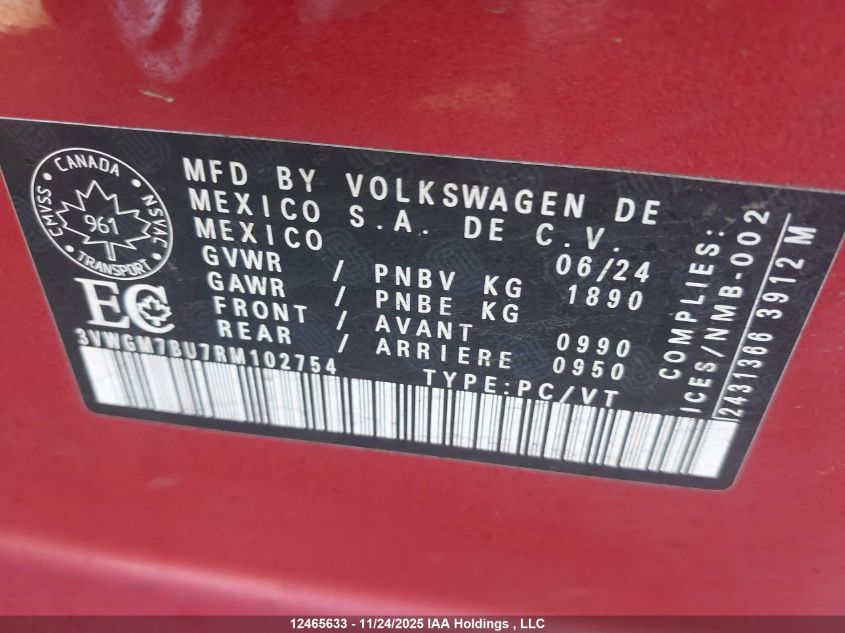 CANADA
CMVSS
NSVAC
961
TRANSPORT
EC
MFD BY VOLKSWAGEN DE
MEXICO S.A. DE C.V.
MEXICO 06/24
GVWR / PNBV KG 1890
GAWR / PNBE KG
FRONT / AVANT 0990
REAR / ARRIERE 0950
3VWGM7BU7RM102754 TYPE:PC/VT
COMPLIES:
ICES/NMB-002
2431366 3912M
12465633 - 11/24/2025 IAA Holdings , LLC